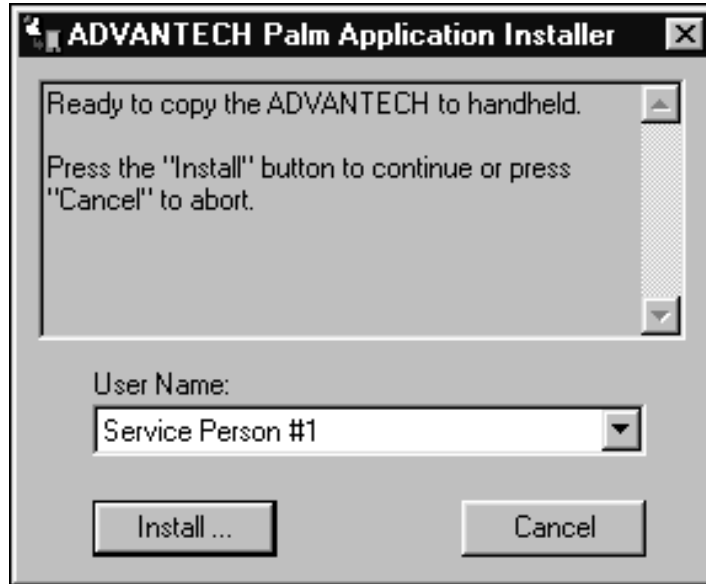 ADVANTECH Palm Application Installer
Ready to copy the ADVANTECH to handheld.
Press the "Install" button to continue or press
"Cancel" to abort.
User Name:
Service Person #1
Install ...
Cancel